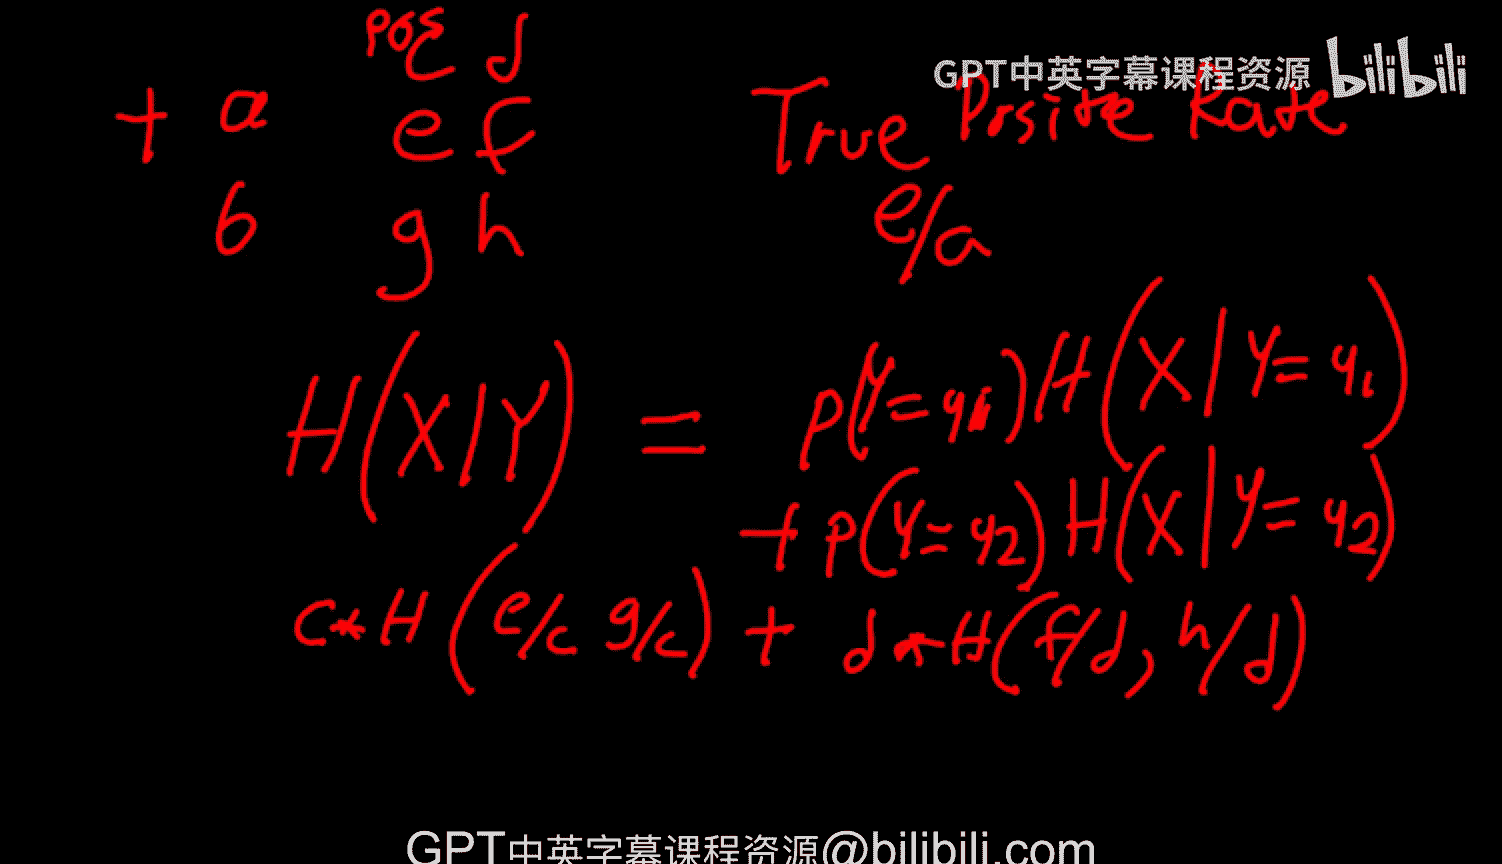 pos
c d
GPT中英字幕课程资源 bilibili
+ a e f
True Posite Rate
b g h
e/a
H(X|Y) = p(Y=y1)H(X|Y=y1)
+ p(Y=y2)H(X|Y=y2)
c*H(e/c g/c) + d*H(f/d, h/d)
GPT中英字幕课程资源@bilibili.com